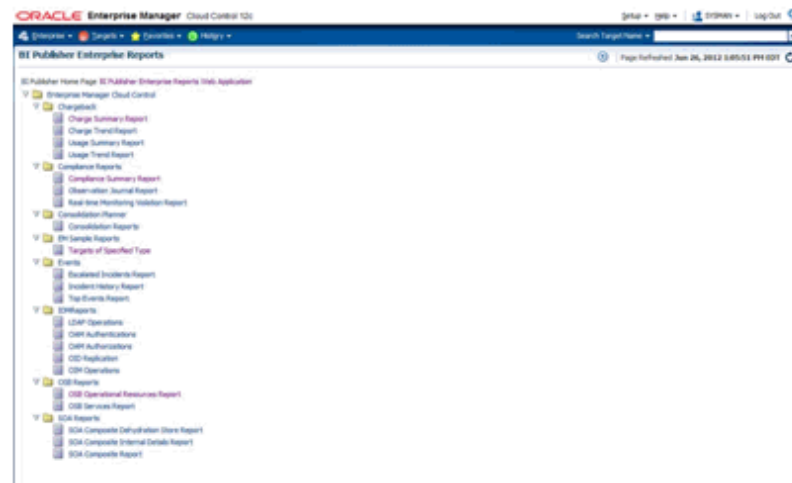 ORACLE Enterprise Manager Cloud Control 12c
Setup Help SYSMAN Log Out
Enterprise Targets Favorites History Search Target Name
BI Publisher Enterprise Reports Page Refreshed Jun 26, 2012 1:05:51 PM EDT
BI Publisher Home Page BI Publisher Enterprise Reports Web Application
Enterprise Manager Cloud Control
Chargeback
Charge Summary Report
Charge Trend Report
Usage Summary Report
Usage Trend Report
Compliance Reports
Compliance Summary Report
Observation Journal Report
Real-time Monitoring Violation Report
Consolidation Planner
Consolidation Reports
EM Sample Reports
Targets of Specified Type
Events
Escalated Incidents Report
Incident History Report
Top Events Report
IDMReports
LDAP Operations
OAM Authentications
OAM Authorizations
OID Replication
OIM Operations
OSB Reports
OSB Operational Resources Report
OSB Services Report
SOA Reports
SOA Composite Dehydration Store Report
SOA Composite Internal Details Report
SOA Composite Report